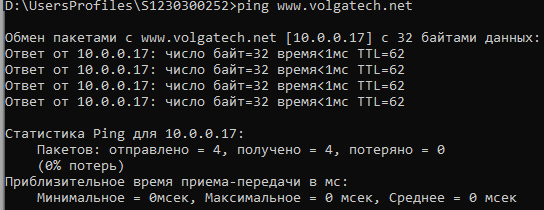 D:\UsersProfiles\S1230300252>ping www.volgatech.net
Обмен пакетами с www.volgatech.net [10.0.0.17] с 32 байтами данных:
Ответ от 10.0.0.17: число байт=32 время<1мс TTL=62
Ответ от 10.0.0.17: число байт=32 время<1мс TTL=62
Ответ от 10.0.0.17: число байт=32 время<1мс TTL=62
Ответ от 10.0.0.17: число байт=32 время<1мс TTL=62
Статистика Ping для 10.0.0.17:
Пакетов: отправлено = 4, получено = 4, потеряно = 0
(0% потерь)
Приблизительное время приема-передачи в мс:
Минимальное = 0мсек, Максимальное = 0 мсек, Среднее = 0 мсек